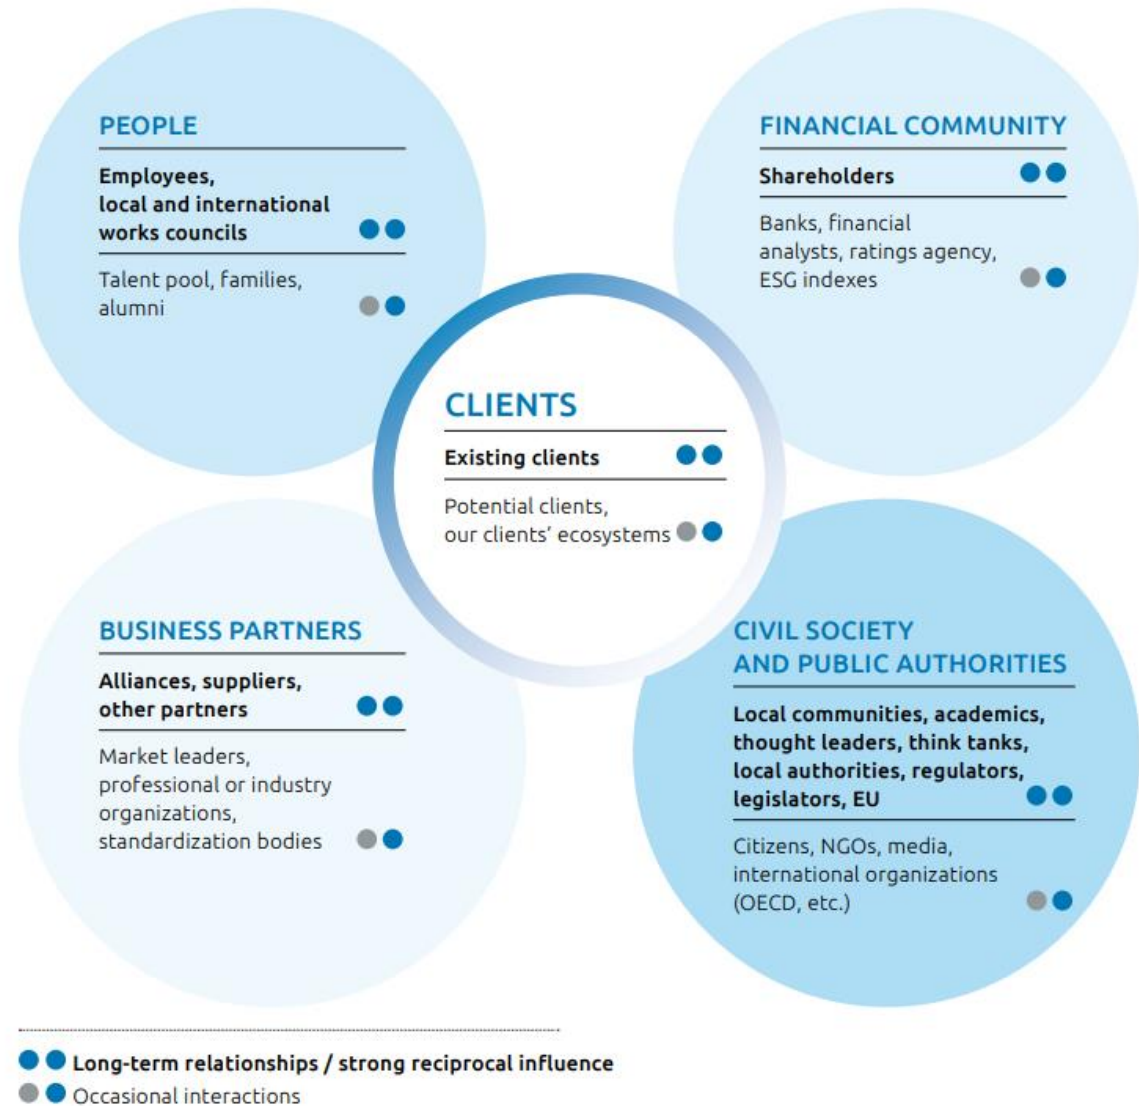 PEOPLE
Employees,
local and international
works councils
Talent pool, families,
alumni
FINANCIAL COMMUNITY
Shareholders
Banks, financial
analysts, ratings agency,
ESG indexes
CLIENTS
Existing clients
Potential clients,
our clients’ ecosystems
BUSINESS PARTNERS
Alliances, suppliers,
other partners
Market leaders,
professional or industry
organizations,
standardization bodies
CIVIL SOCIETY
AND PUBLIC AUTHORITIES
Local communities, academics,
thought leaders, think tanks,
local authorities, regulators,
legislators, EU
Citizens, NGOs, media,
international organizations
(OECD, etc.)
Long-term relationships / strong reciprocal influence
Occasional interactions